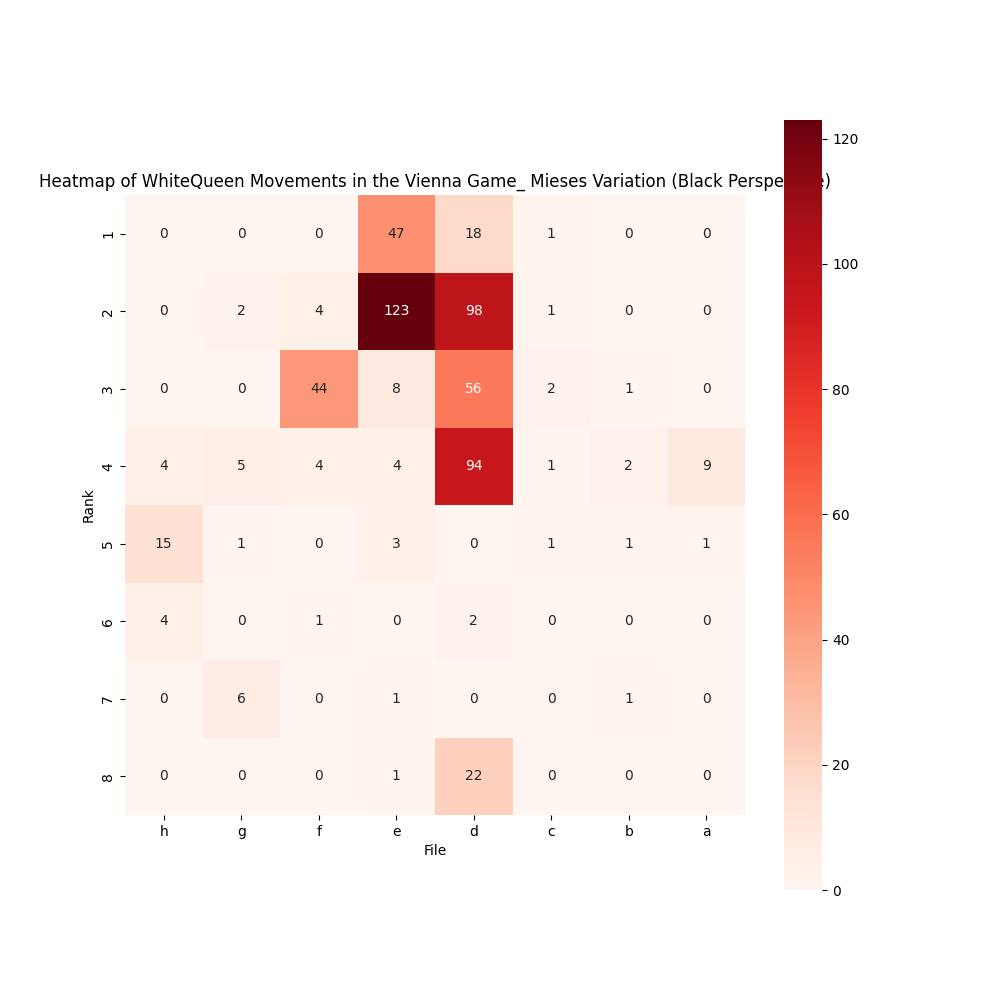 Heatmap of WhiteQueen Movements in the Vienna Game_ Mieses Variation (Black Perspe e)
120
1 0 0 0 47 18 1 0 0
100
2 0 2 4 123 98 1 0 0
80
3 0 0 44 8 56 2 1 0
4 4 5 4 4 94 1 2 9
Rank
60
5 15 1 0 3 0 1 1 1
40
6 4 0 1 0 2 0 0 0
7 0 6 0 1 0 0 1 0
20
8 0 0 0 1 22 0 0 0
h g f e d c b a
File
0